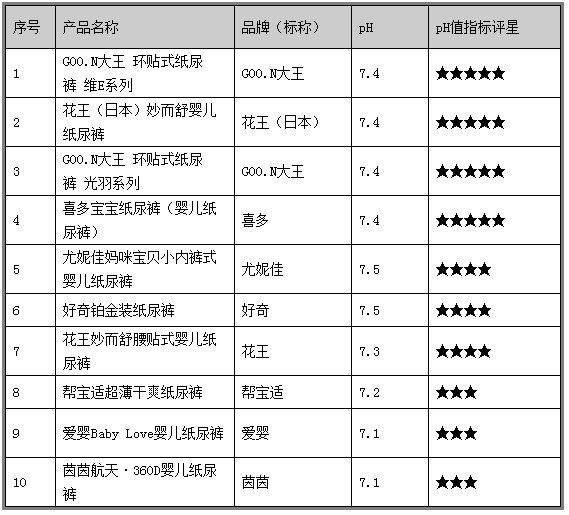 序号 产品名称 品牌（标称） pH pH值指标评星
1 GOO.N大王 环贴式纸尿裤 维E系列 GOO.N大王 7.4 ★★★★★
2 花王（日本）妙而舒婴儿纸尿裤 花王（日本） 7.4 ★★★★★
3 GOO.N大王 环贴式纸尿裤 光羽系列 GOO.N大王 7.4 ★★★★★
4 喜多宝宝纸尿裤（婴儿纸尿裤） 喜多 7.4 ★★★★★
5 尤妮佳妈咪宝贝小内裤式婴儿纸尿裤 尤妮佳 7.5 ★★★★
6 好奇铂金装纸尿裤 好奇 7.5 ★★★★
7 花王妙而舒腰贴式婴儿纸尿裤 花王 7.3 ★★★★
8 帮宝适超薄干爽纸尿裤 帮宝适 7.2 ★★★
9 爱婴Baby Love婴儿纸尿裤 爱婴 7.1 ★★★
10 茵茵航天·360D婴儿纸尿裤 茵茵 7.1 ★★★